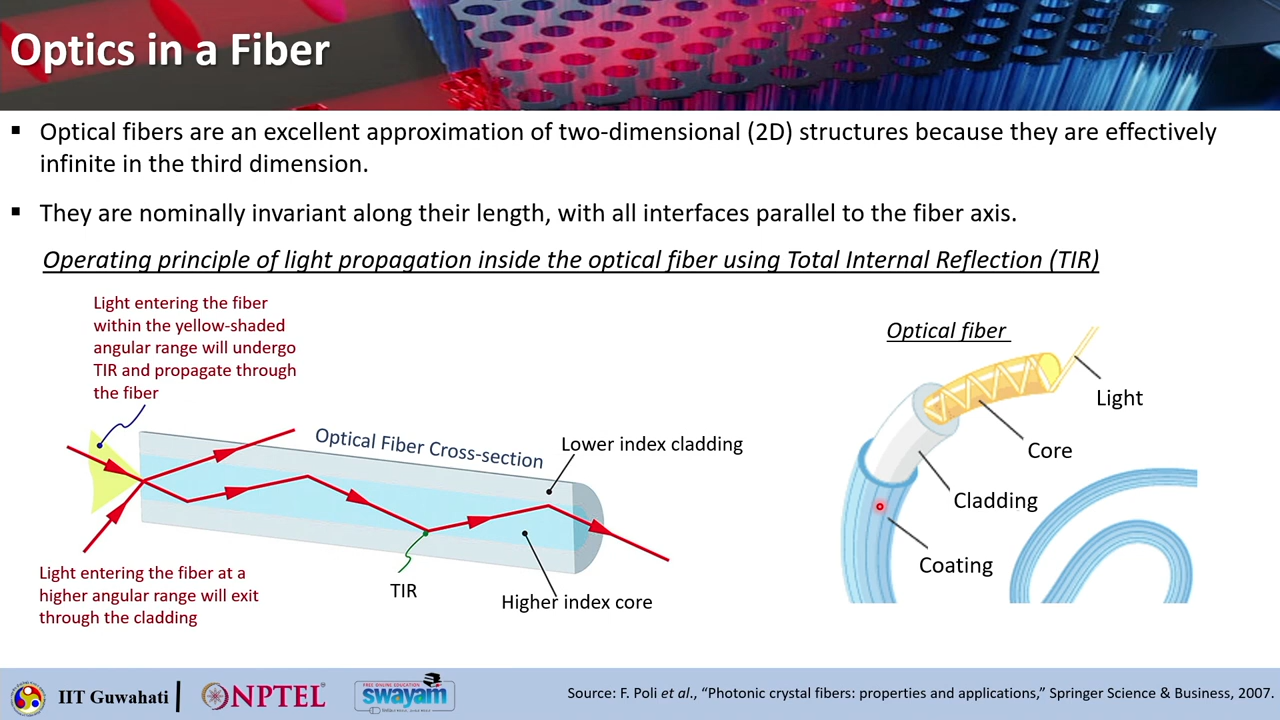 Optics in a Fiber
▪ Optical fibers are an excellent approximation of two-dimensional (2D) structures because they are effectively
infinite in the third dimension.
▪ They are nominally invariant along their length, with all interfaces parallel to the fiber axis.
Operating principle of light propagation inside the optical fiber using Total Internal Reflection (TIR)
Light entering the fiber
within the yellow-shaded
angular range will undergo
TIR and propagate through
the fiber
Optical Fiber Cross-section
Lower index cladding
TIR
Higher index core
Light entering the fiber at a
higher angular range will exit
through the cladding
Optical fiber
Light
Core
Cladding
Coating
IIT Guwahati
NPTEL
FREE ONLINE EDUCATION
swayam
Source: F. Poli et al., “Photonic crystal fibers: properties and applications,” Springer Science & Business, 2007.